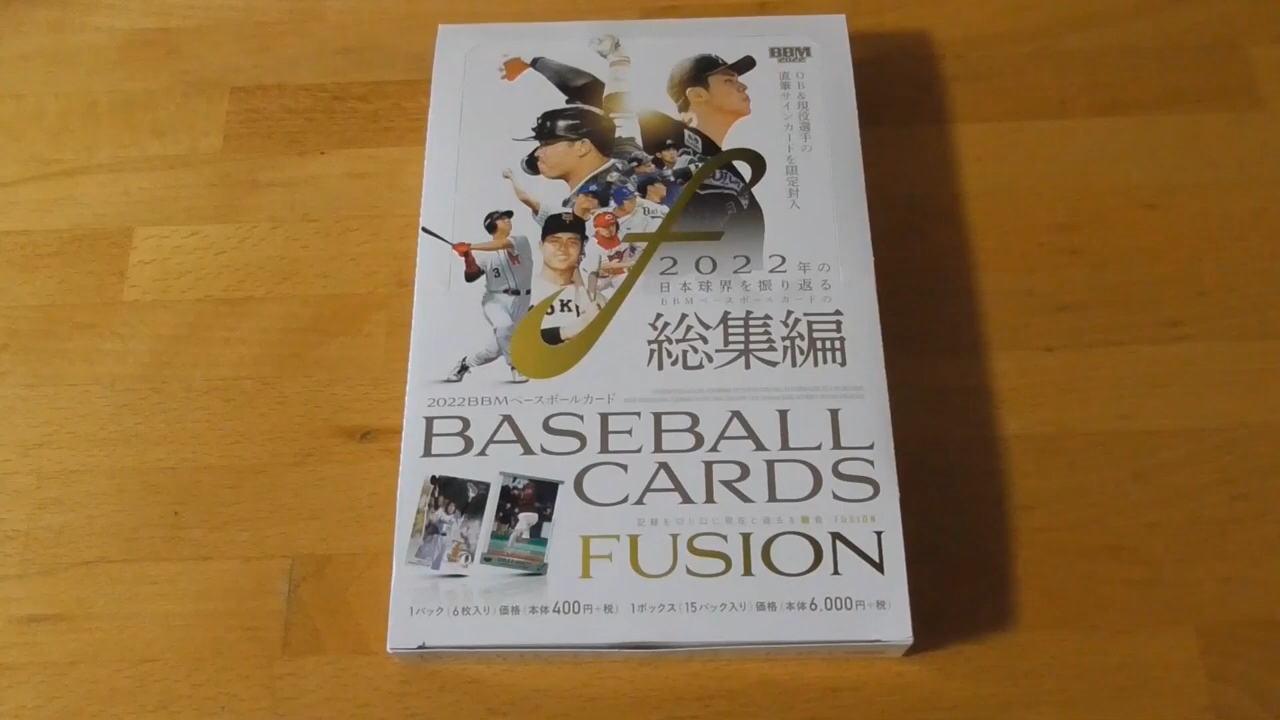 BBM
2022
OB&現役選手の
直筆サインカードを限定封入
2022年の
日本球界を振り返る
BBMベースボールカードの
総集編
2022BBMベースボールカード
BASEBALL
CARDS
記録を切り口に現在と過去を融合 FUSION
FUSION
1パック(6枚入り)価格(本体400円+税) 1ボックス(15パック入り)価格(本体6,000円+税)